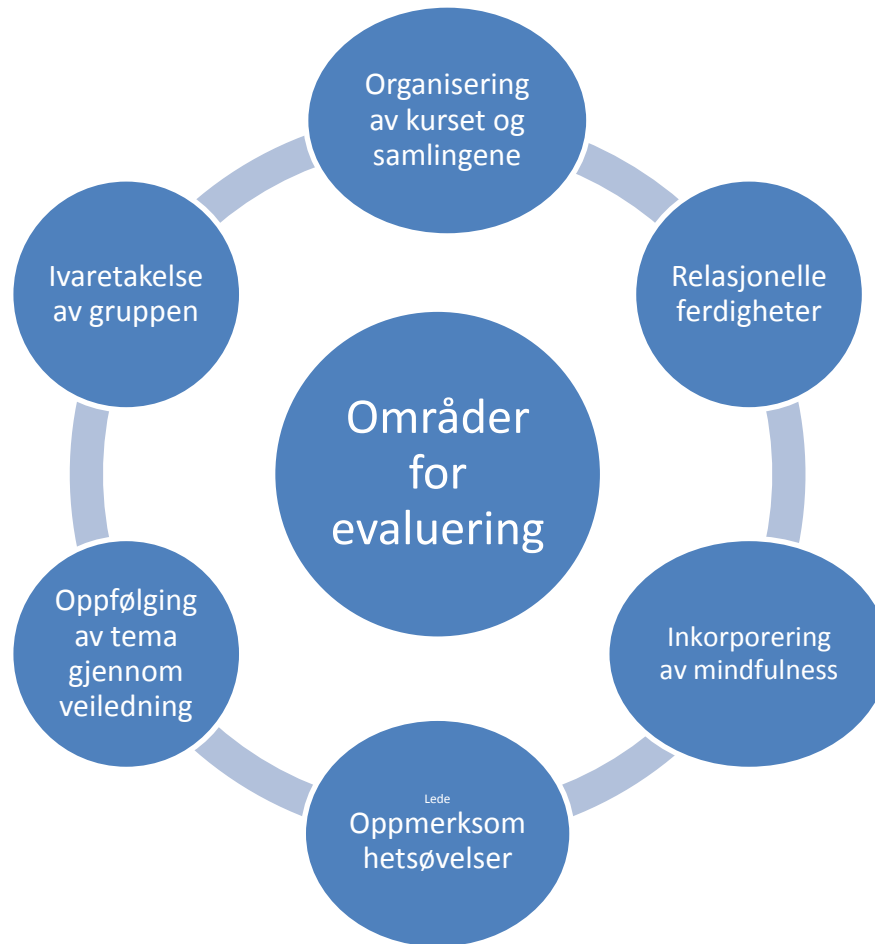 Organisering
av kurset og
samlingene
Relasjonelle
ferdigheter
Inkorporering
av mindfulness
Lede
Oppmerksom
hetsøvelser
Oppfølging
av tema
gjennom
veiledning
Ivaretakelse
av gruppen
Områder
for
evaluering